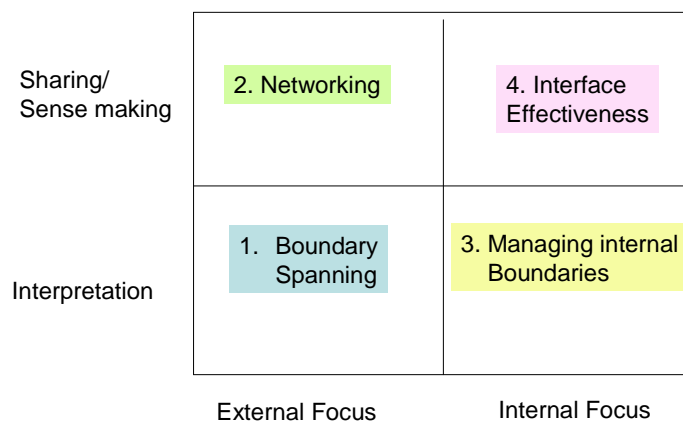 Sharing/
Sense making
2. Networking
4. Interface
Effectiveness
Interpretation
1. Boundary
Spanning
3. Managing internal
Boundaries
External Focus
Internal Focus